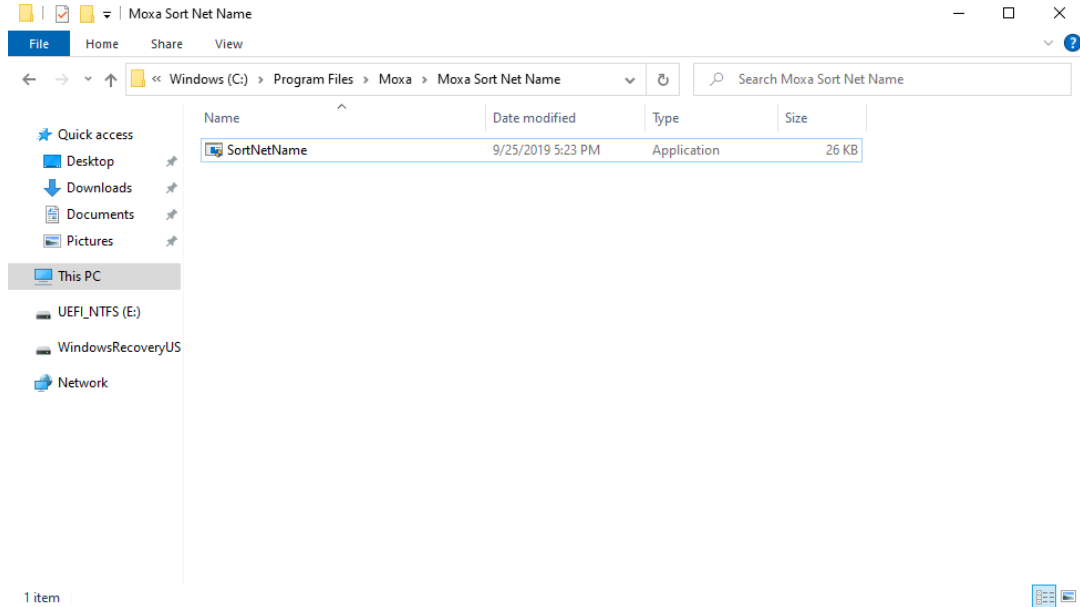 Moxa Sort Net Name
File Home Share View
« Windows (C:) › Program Files › Moxa › Moxa Sort Net Name
Search Moxa Sort Net Name
Name Date modified Type Size
SortNetName 9/25/2019 5:23 PM Application 26 KB
Quick access
Desktop
Downloads
Documents
Pictures
This PC
UEFI_NTFS (E:)
WindowsRecoveryUS
Network
1 item